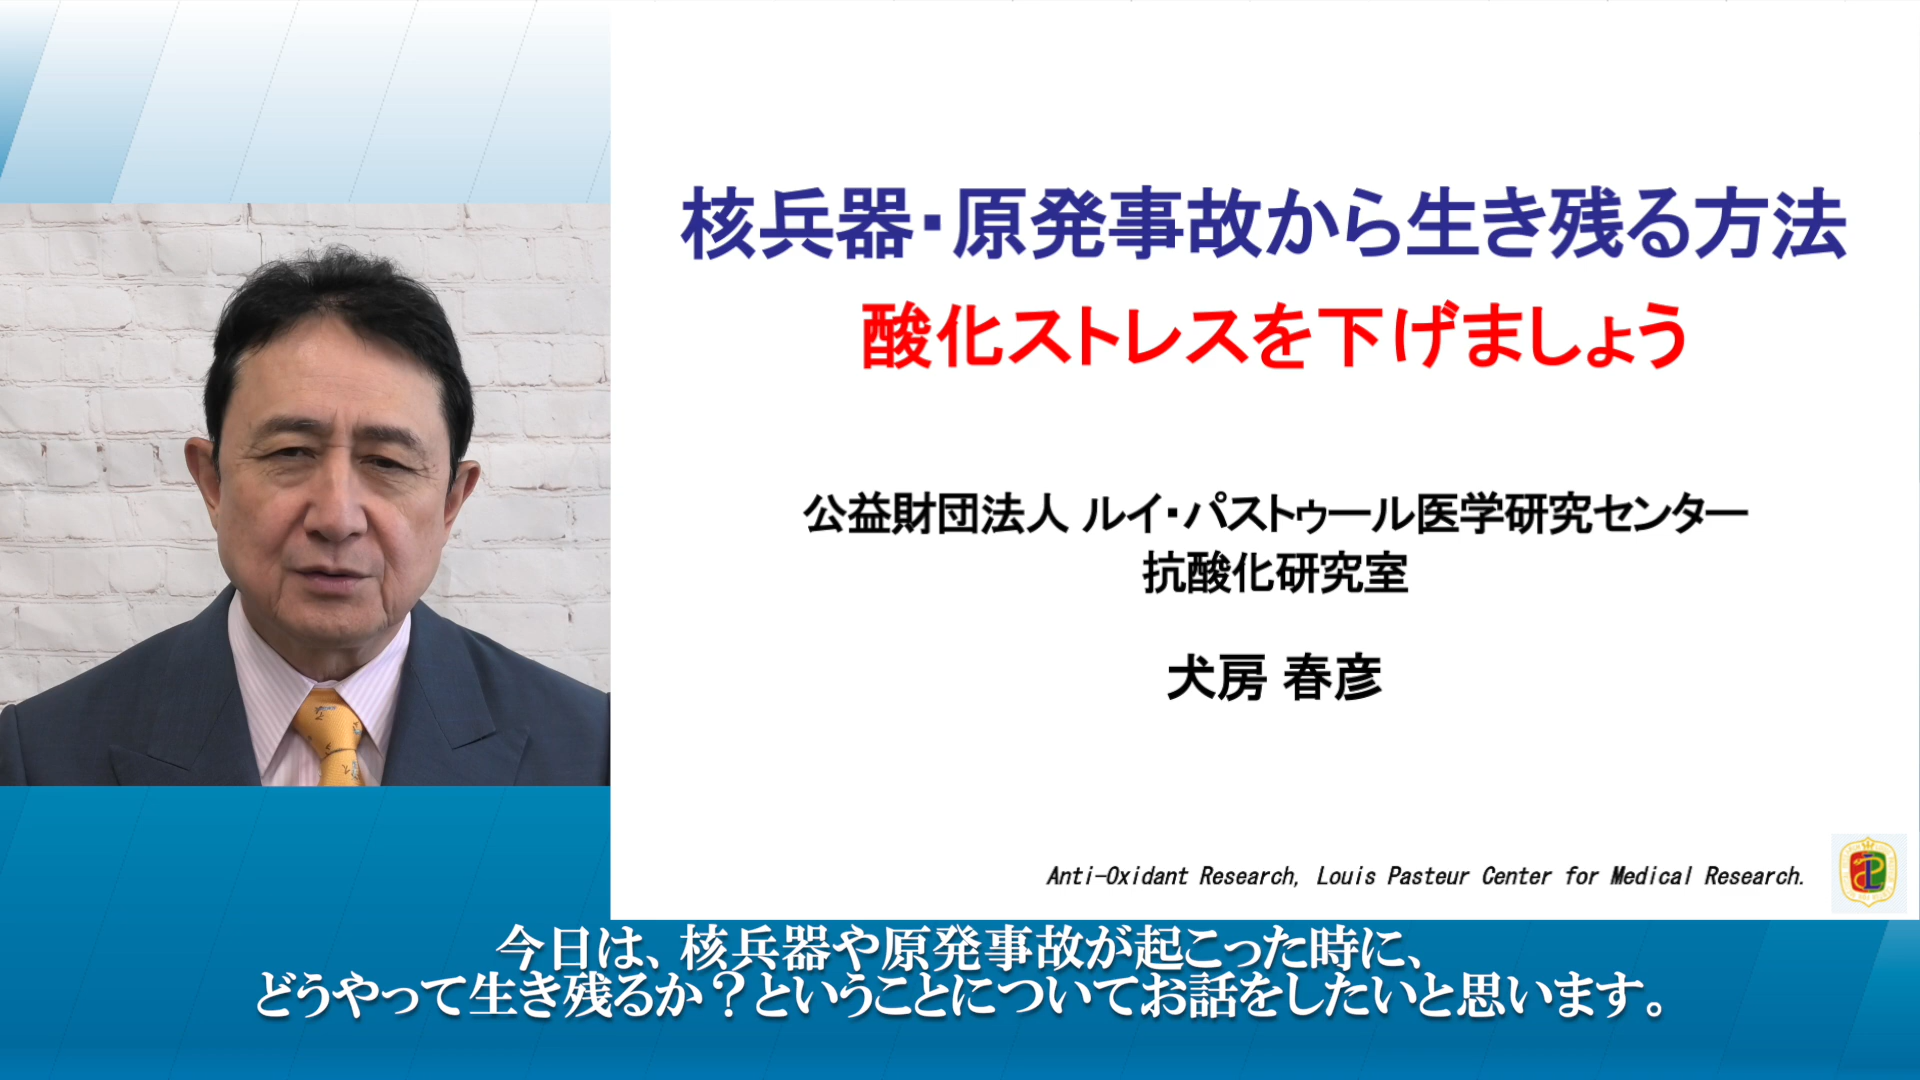 核兵器・原発事故から生き残る方法
酸化ストレスを下げましょう
公益財団法人 ルイ・パストゥール医学研究センター
抗酸化研究室
犬房 春彦
Anti-Oxidant Research, Louis Pasteur Center for Medical Research.
今日は、核兵器や原発事故が起こった時に、
どうやって生き残るか？ということについてお話をしたいと思います。